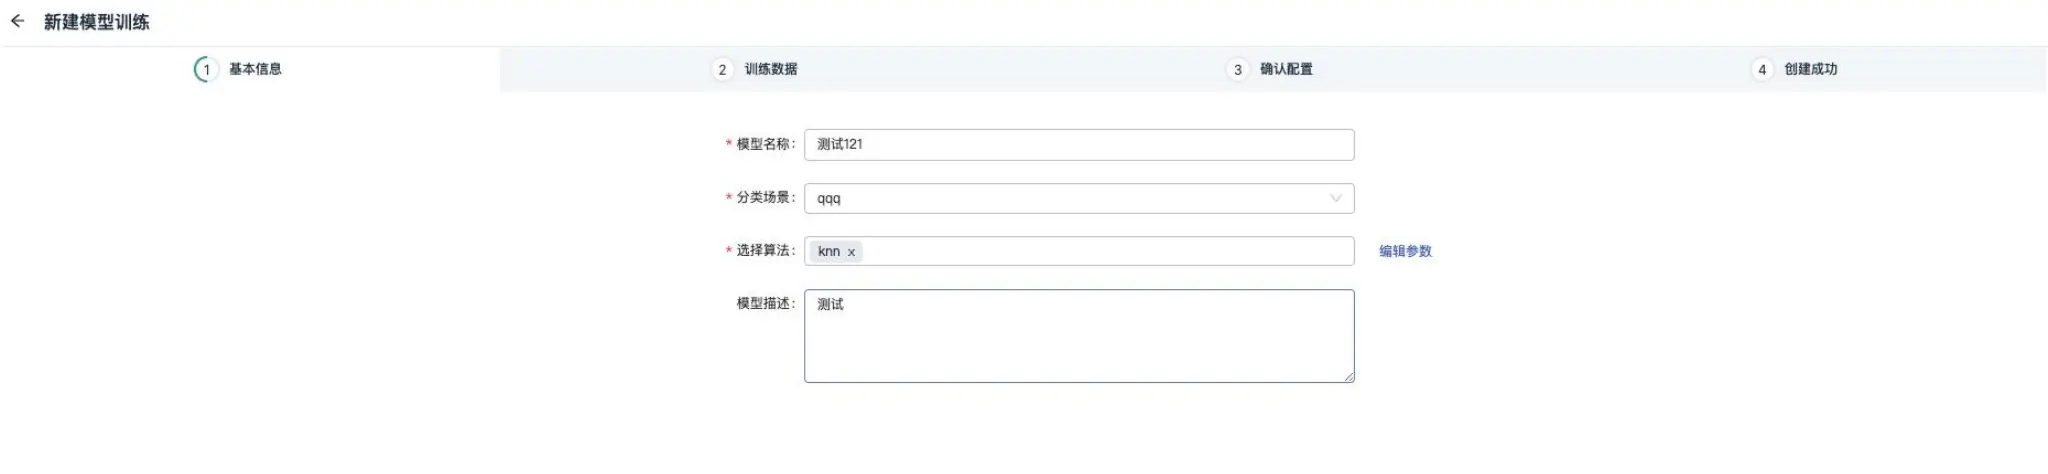 新建模型训练
1 基本信息 2 训练数据 3 确认配置 4 创建成功
* 模型名称: 测试121
* 分类场景: qqq
* 选择算法: knn x 编辑参数
模型描述: 测试